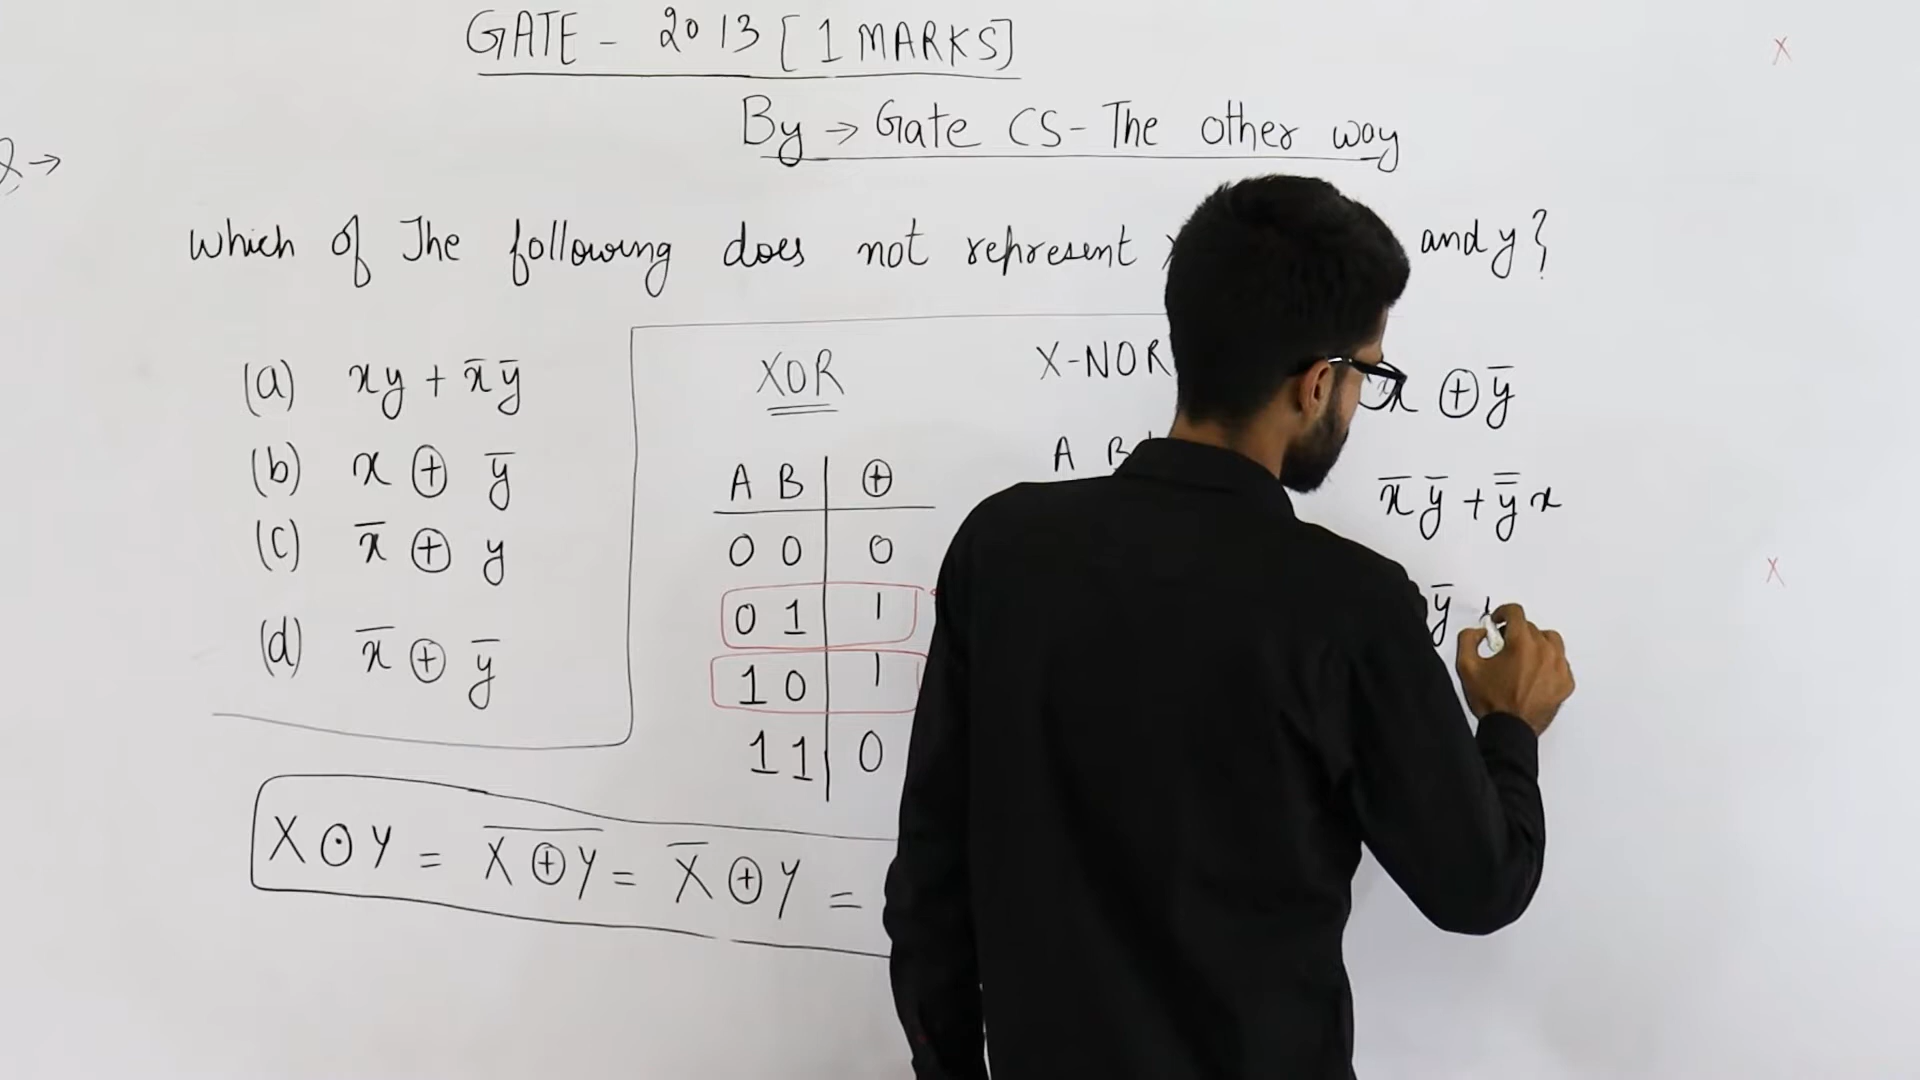 GATE - 2013 [1 MARKS]
By → Gate CS - The other way
Which of The following does not represent and y?
(a) xy + x̅y̅
(b) x ⊕ y̅
(c) x̅ ⊕ y
(d) x̅ ⊕ y̅
XOR
A B | ⊕
0 0 | 0
0 1 | 1
1 0 | 1
1 1 | 0
X-NOR
A B
x ⊕ y̅
x̅y̅ + y̿x
y̅ +
X⊙Y = \overline{X⊕Y} = X̅⊕Y =
X
X